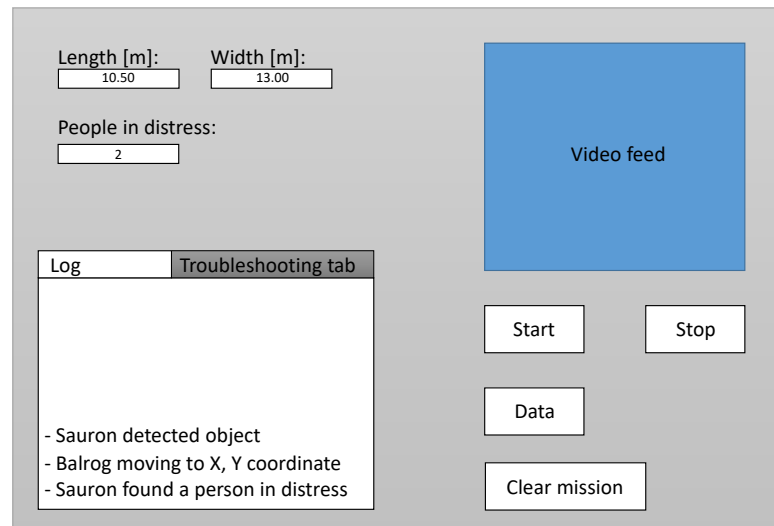 Length [m]:
Width [m]:
10.50
13.00
People in distress:
2
Video feed
Log
Troubleshooting tab
- Sauron detected object
- Balrog moving to X, Y coordinate
- Sauron found a person in distress
Start
Stop
Data
Clear mission